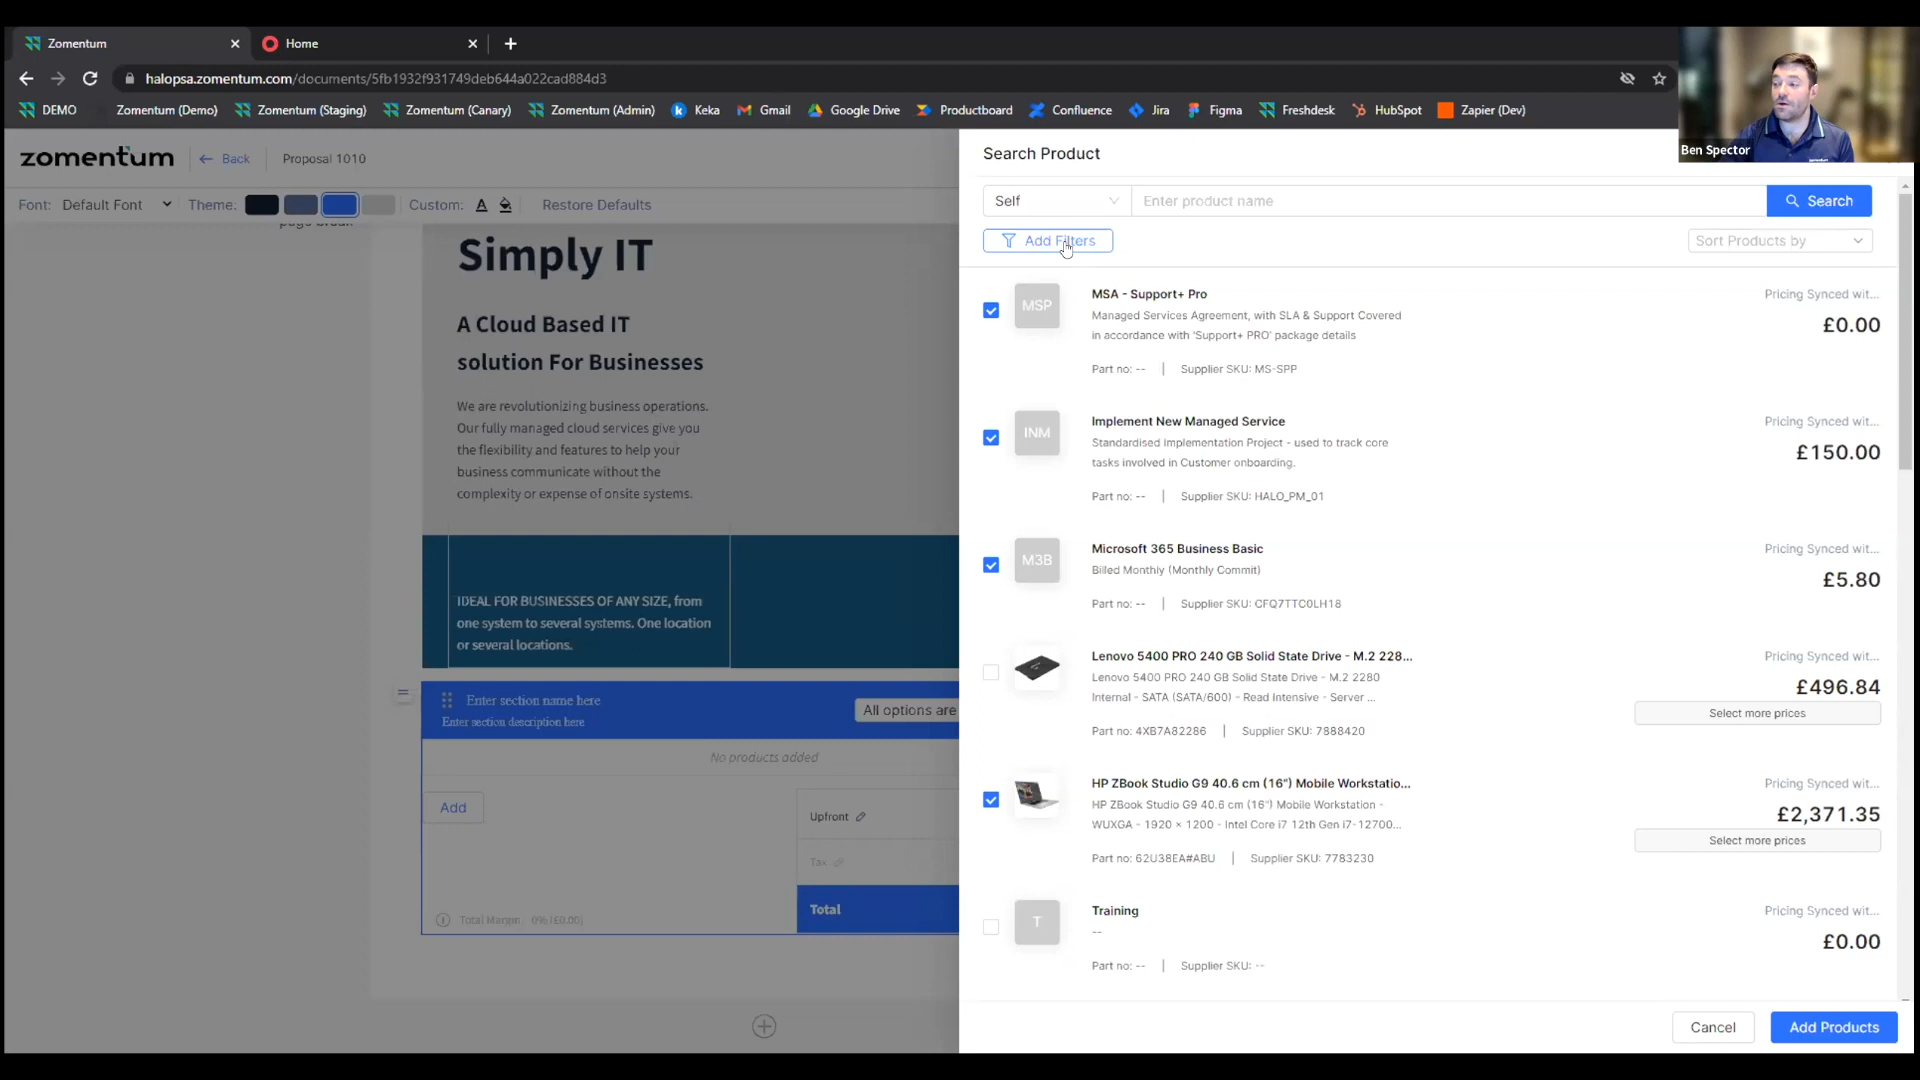 Zomentum
Home
halopsa.zomentum.com/documents/5fb1932f931749deb644a022cad884d3
DEMO
Zomentum (Demo)
Zomentum (Staging)
Zomentum (Canary)
Zomentum (Admin)
Keka
Gmail
Google Drive
Productboard
Confluence
Jira
Figma
Freshdesk
HubSpot
Zapier (Dev)
Ben Spector
zomentum
Back
Proposal 1010
Font:
Default Font
Theme:
Custom:
Restore Defaults
page break
Simply IT
A Cloud Based IT
solution For Businesses
We are revolutionizing business operations.
Our fully managed cloud services give you
the flexibility and features to help your
business communicate without the
complexity or expense of onsite systems.
IDEAL FOR BUSINESSES OF ANY SIZE, from
one system to several systems. One location
or several locations.
Enter section name here
Enter section description here
All options are
No products added
Add
Upfront
Tax
Total
Total Margin 0% (£0.00)
Search Product
Self
Enter product name
Search
Add Filters
Sort Products by
MSP
MSA - Support+ Pro
Managed Services Agreement, with SLA & Support Covered
in accordance with 'Support+ PRO' package details
Part no: -- | Supplier SKU: MS-SPP
Pricing Synced wit...
£0.00
INM
Implement New Managed Service
Standardised Implementation Project - used to track core
tasks involved in Customer onboarding.
Part no: -- | Supplier SKU: HALO_PM_01
Pricing Synced wit...
£150.00
M3B
Microsoft 365 Business Basic
Billed Monthly (Monthly Commit)
Part no: -- | Supplier SKU: CFQ7TTC0LH18
Pricing Synced wit...
£5.80
Lenovo 5400 PRO 240 GB Solid State Drive - M.2 228...
Lenovo 5400 PRO 240 GB Solid State Drive - M.2 2280
Internal - SATA (SATA/600) - Read Intensive - Server ...
Part no: 4XB7A82286 | Supplier SKU: 7888420
Pricing Synced wit...
£496.84
Select more prices
HP ZBook Studio G9 40.6 cm (16") Mobile Workstatio...
HP ZBook Studio G9 40.6 cm (16") Mobile Workstation -
WUXGA - 1920 × 1200 - Intel Core i7 12th Gen i7-12700...
Part no: 62U38EA#ABU | Supplier SKU: 7783230
Pricing Synced wit...
£2,371.35
Select more prices
T
Training
--
Part no: -- | Supplier SKU: --
Pricing Synced wit...
£0.00
Cancel
Add Products